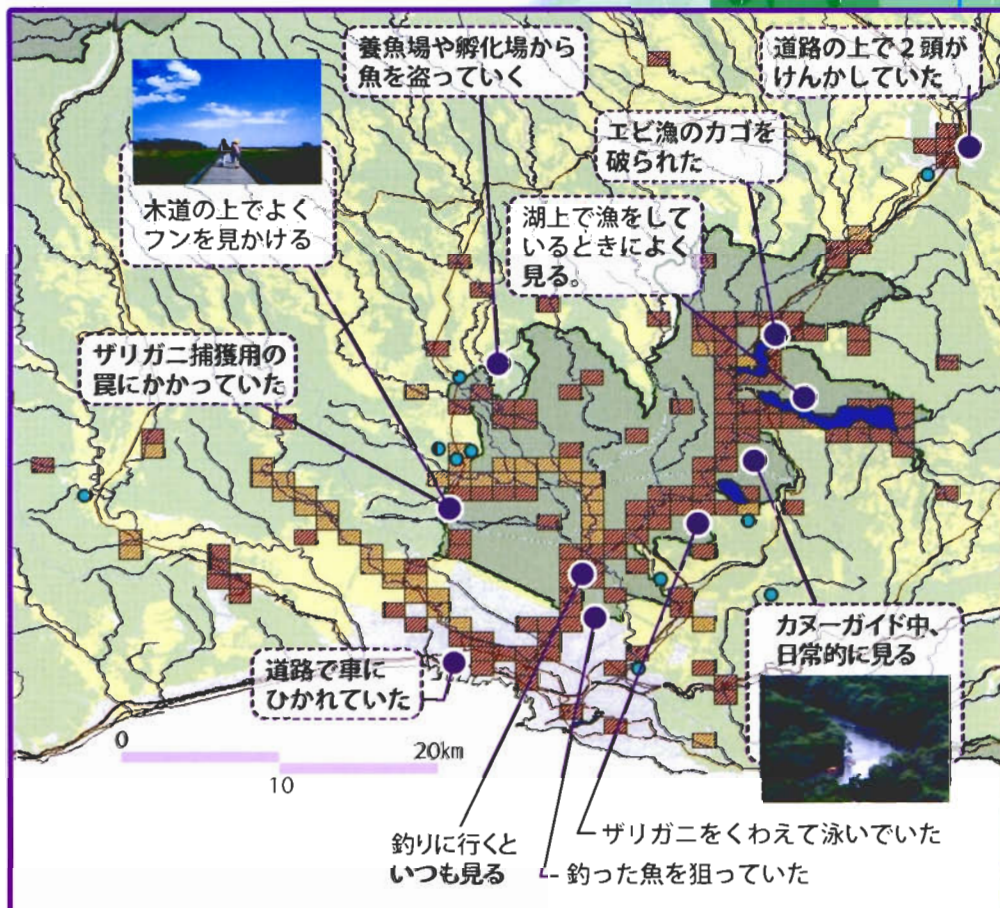 養魚場や孵化場から
魚を盗っていく
道路の上で2頭が
けんかしていた
エビ漁のカゴを
破られた
木道の上でよく
フンを見かける
湖上で漁をして
いるときによく
見る。
ザリガニ捕獲用の
罠にかかっていた
カヌーガイド中、
日常的に見る
道路で車に
ひかれていた
0
20km
10
釣りに行くと
いつも見る
ザリガニをくわえて泳いでいた
釣った魚を狙っていた